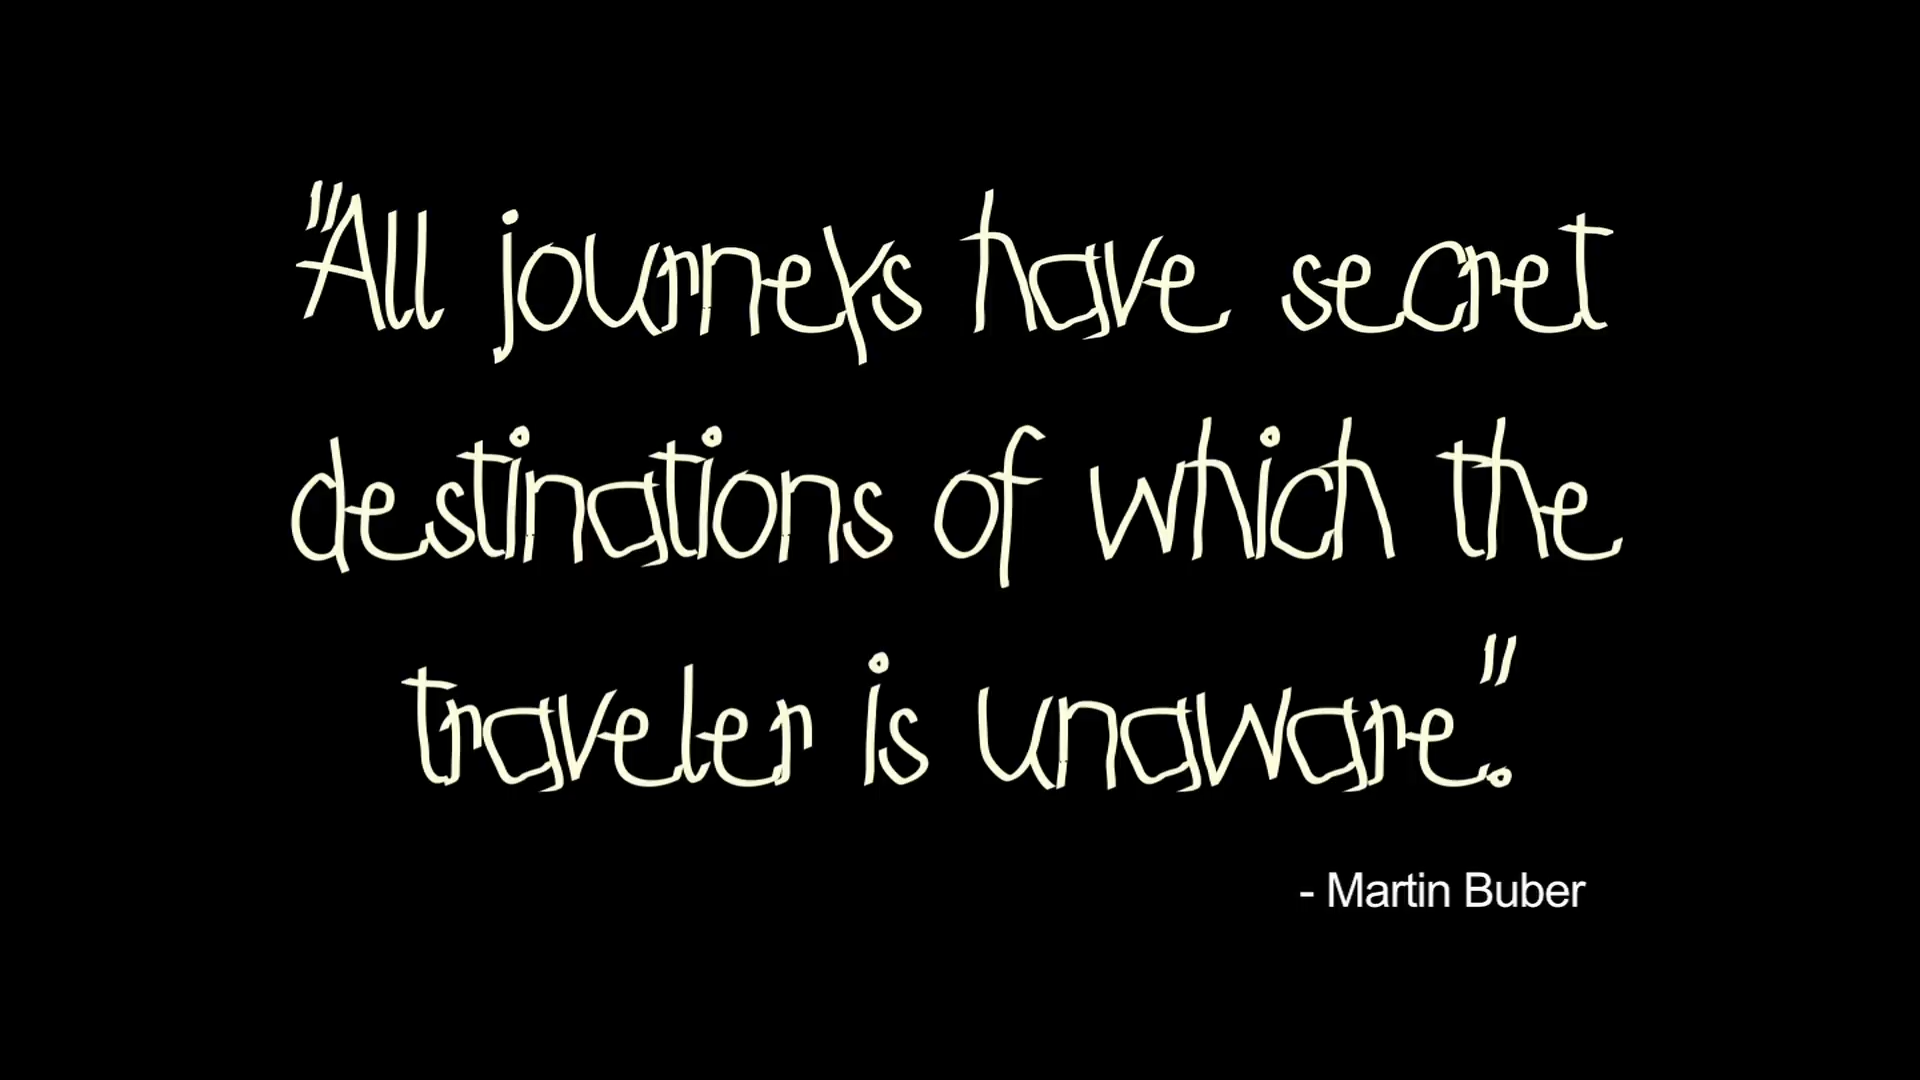 "All journeys have secret
destinations of which the
traveler is unaware."
- Martin Buber